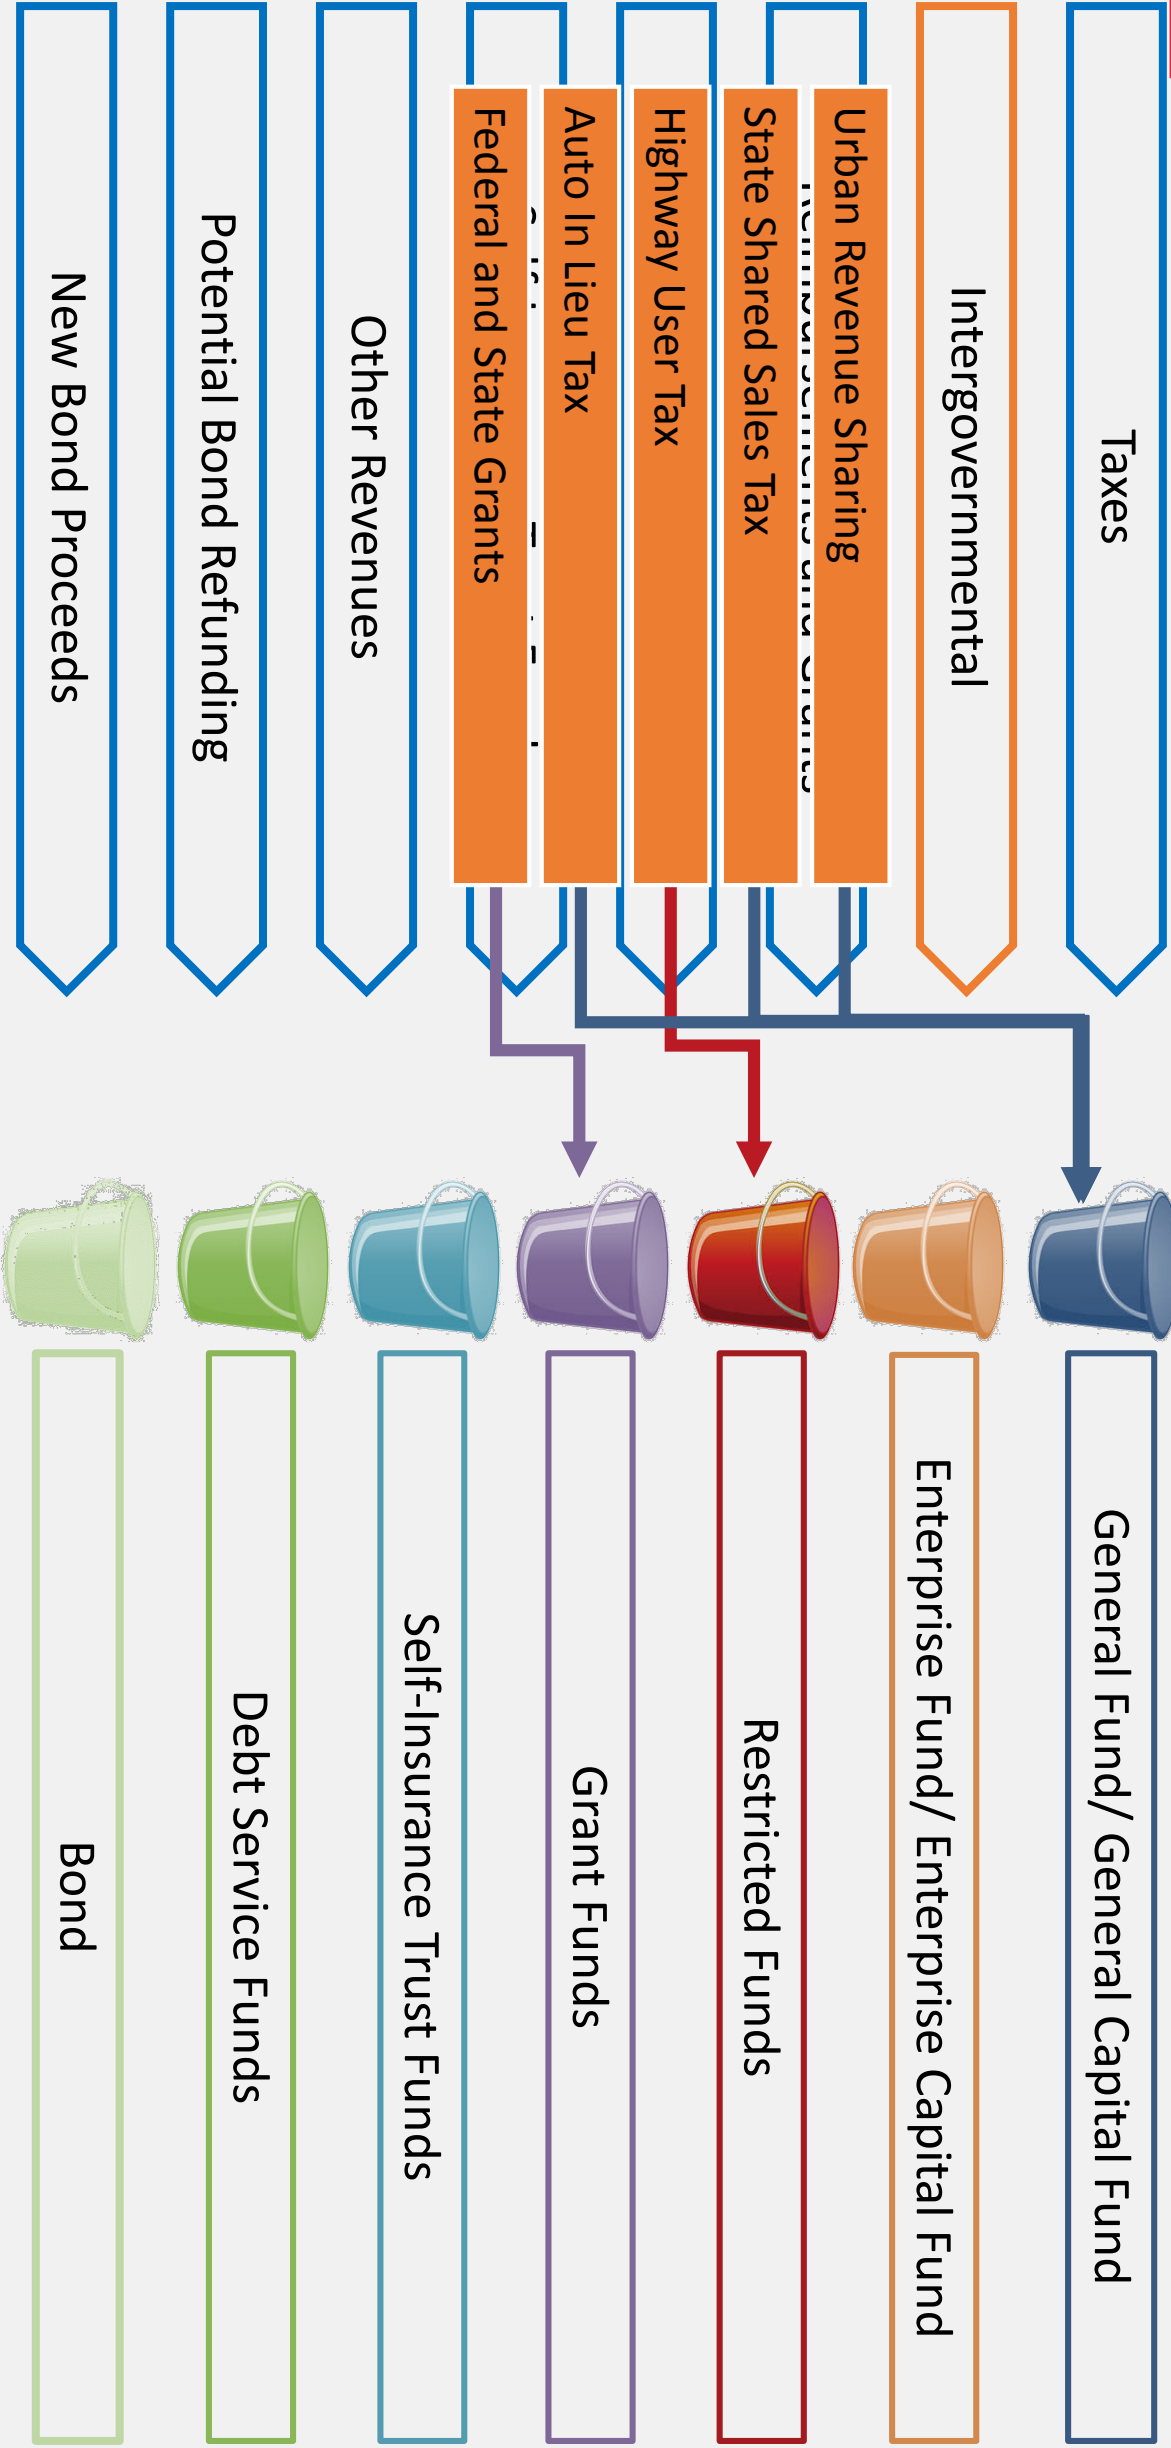 Taxes
Intergovernmental
Urban Revenue Sharing
State Shared Sales Tax
Highway User Tax
Auto In Lieu Tax
Federal and State Grants
Other Revenues
Potential Bond Refunding
New Bond Proceeds
General Fund/ General Capital Fund
Enterprise Fund/ Enterprise Capital Fund
Restricted Funds
Grant Funds
Self-Insurance Trust Funds
Debt Service Funds
Bond